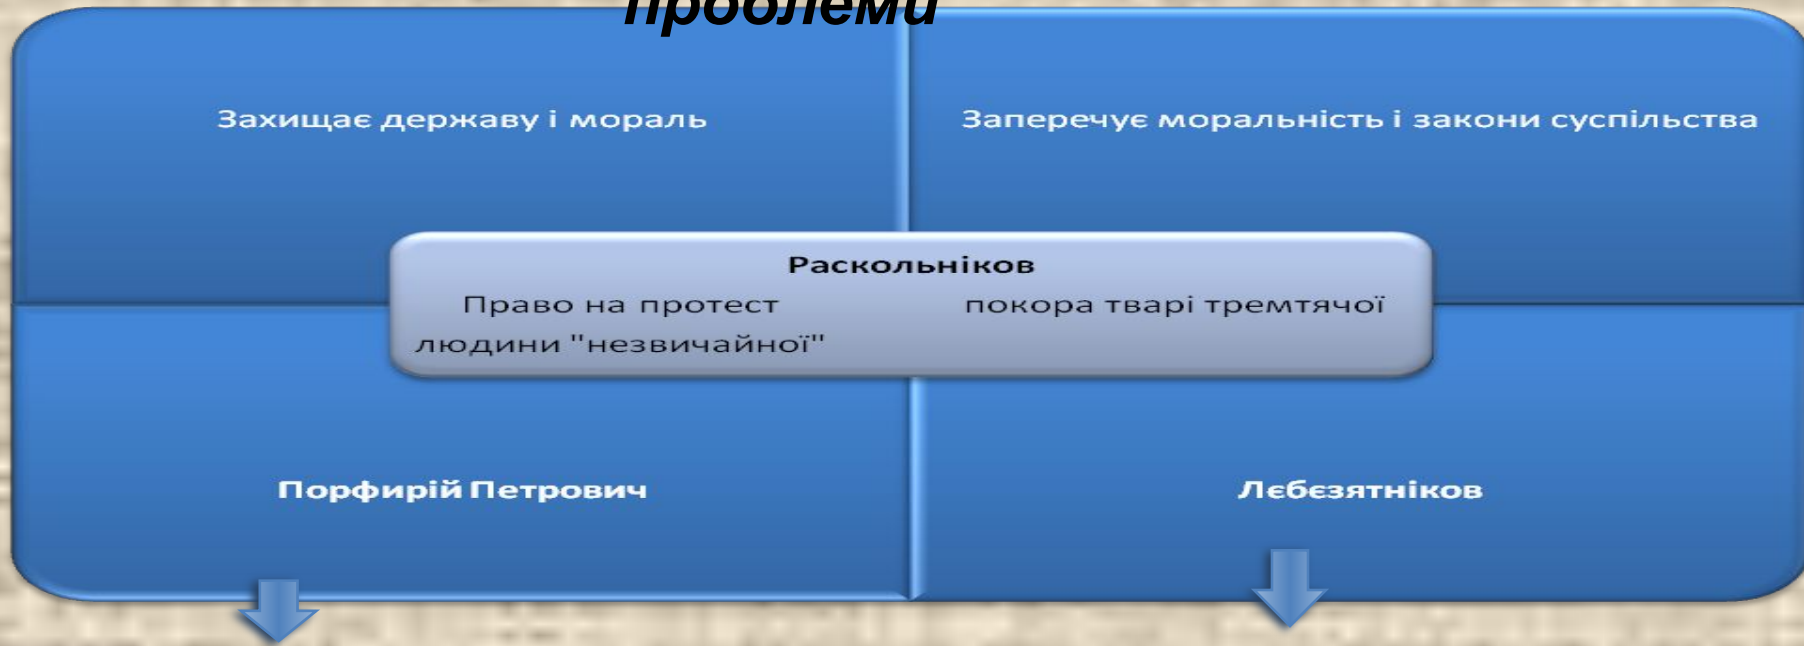 проблеми
Захищає державу і мораль
Заперечує моральність і закони суспільства
Раскольніков
Право на протест покора тварі тремтячої
людини "незвичайної"
Порфирій Петрович
Лєбєзятніков